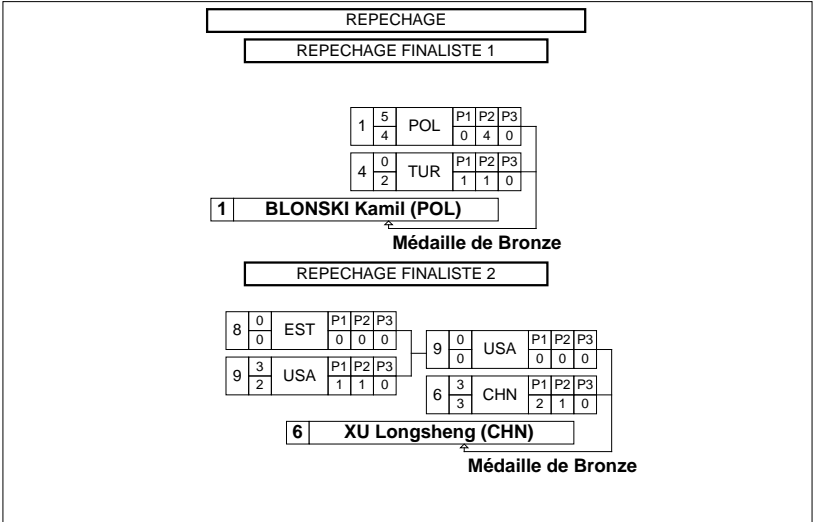 REPECHAGE
REPECHAGE FINALISTE 1
1 5 POL P1 P2 P3
4 0 4 0
4 0 TUR P1 P2 P3
2 1 1 0
1 BLONSKI Kamil (POL)
Médaille de Bronze
REPECHAGE FINALISTE 2
8 0 EST P1 P2 P3
0 0 0 0
9 3 USA P1 P2 P3
2 1 1 0
9 0 USA P1 P2 P3
0 0 0 0
6 3 CHN P1 P2 P3
3 2 1 0
6 XU Longsheng (CHN)
Médaille de Bronze